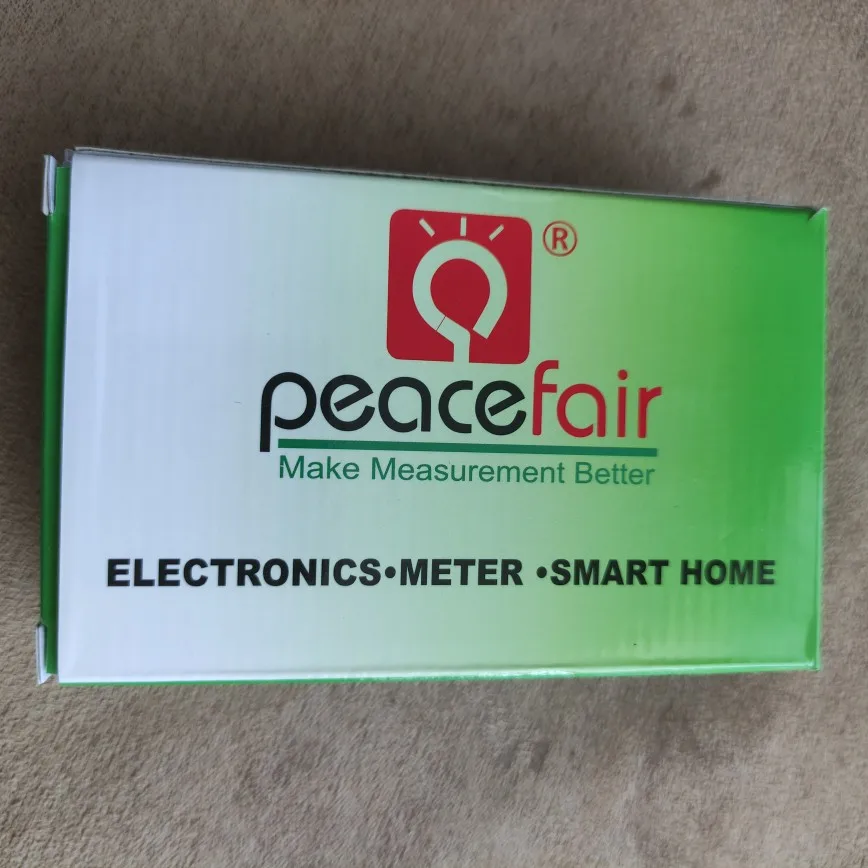 ®
peacefair
Make Measurement Better
ELECTRONICS•METER •SMART HOME